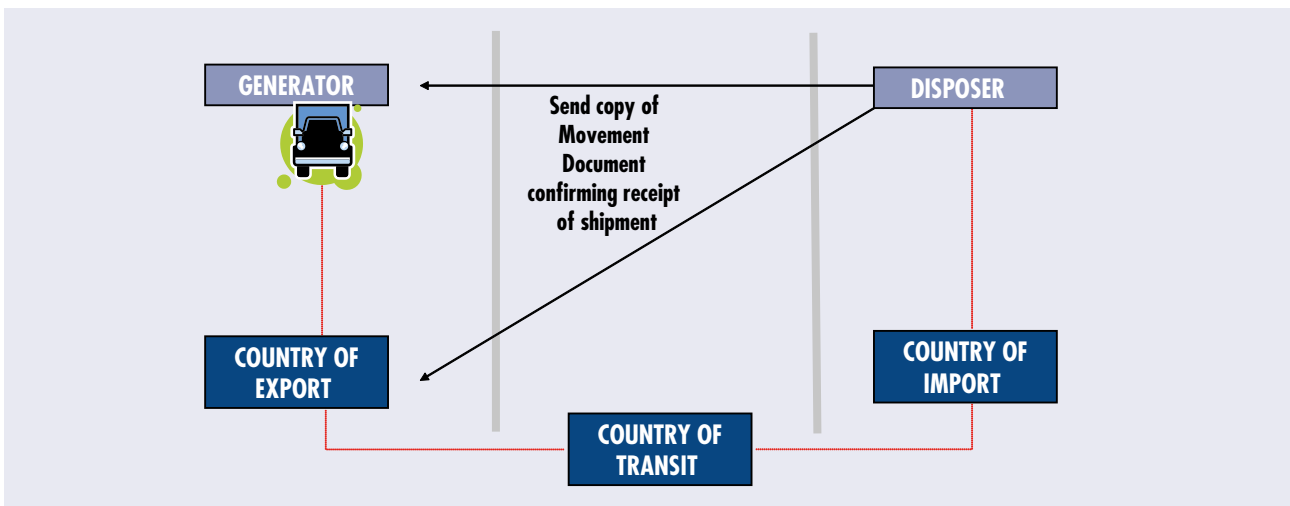 GENERATOR
DISPOSER
Send copy of
Movement
Document
confirming receipt
of shipment
COUNTRY OF
EXPORT
COUNTRY OF
IMPORT
COUNTRY OF
TRANSIT